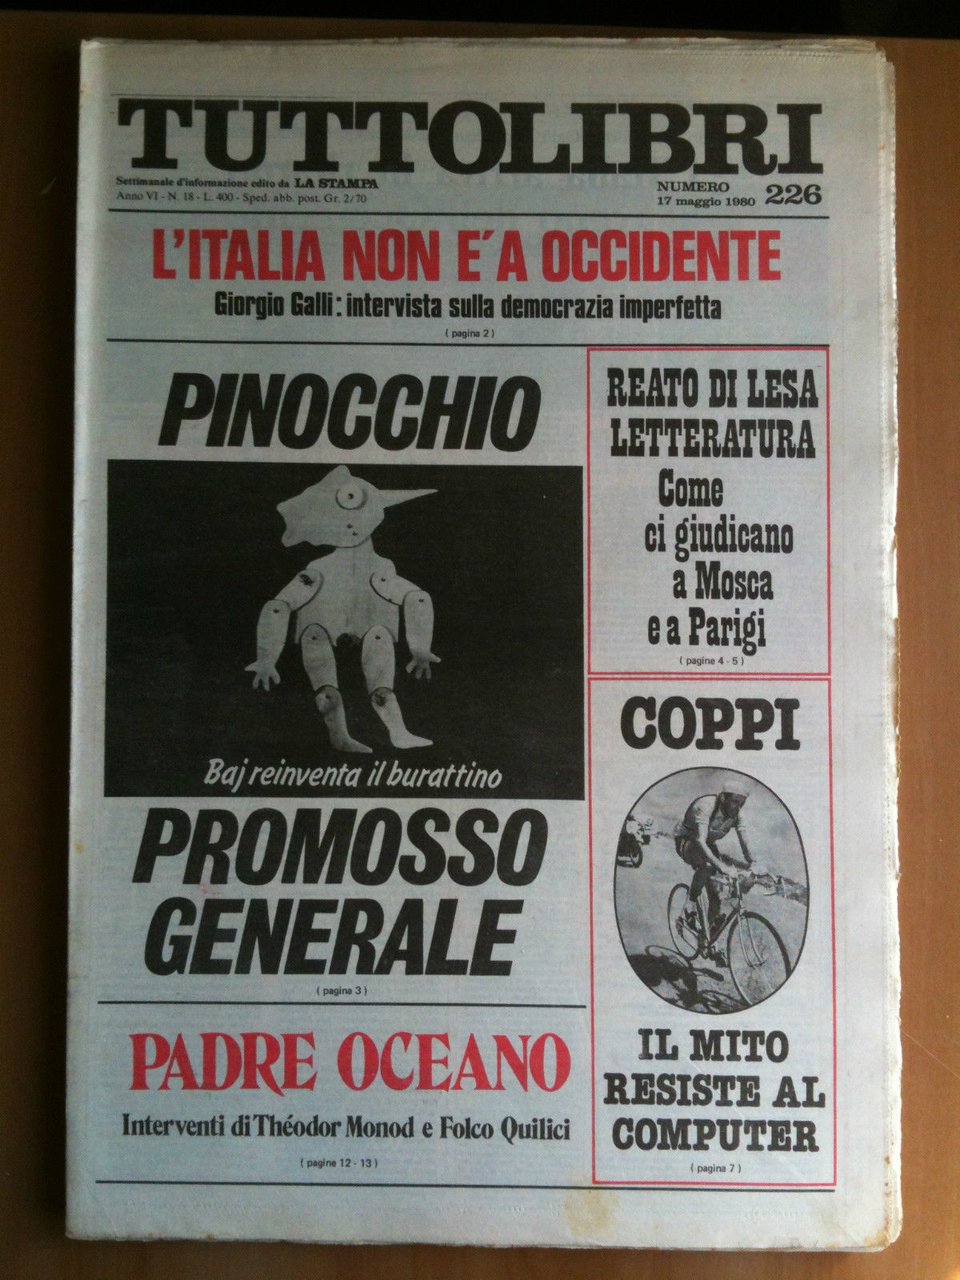 TUTTOLIBRI
Settimanale d'informazione edito da LA STAMPA
Anno VI - N. 18 - L. 400 - Sped. abb. post. Gr. 2/70
NUMERO
17 maggio 1980 226
L'ITALIA NON E´ A OCCIDENTE
Giorgio Galli: intervista sulla democrazia imperfetta
( pagina 2 )
PINOCCHIO
Baj reinventa il burattino
PROMOSSO
GENERALE
( pagina 3 )
PADRE OCEANO
Interventi di Théodor Monod e Folco Quilici
( pagine 12 - 13 )
REATO DI LESA
LETTERATURA
Come
ci giudicano
a Mosca
e a Parigi
( pagine 4 - 5 )
COPPI
IL MITO
RESISTE AL
COMPUTER
( pagina 7 )